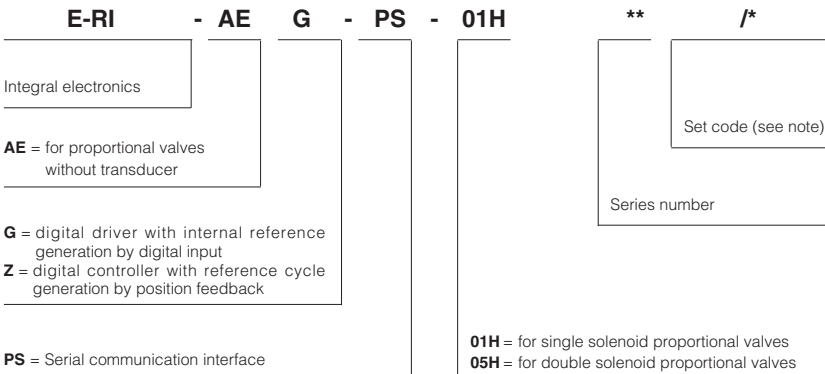 E-RI - AE G - PS - 01H ** /*
Integral electronics
Set code (see note)
AE = for proportional valves
without transducer
Series number
G = digital driver with internal reference
generation by digital input
Z = digital controller with reference cycle
generation by position feedback
01H = for single solenoid proportional valves
PS = Serial communication interface
05H = for double solenoid proportional valves